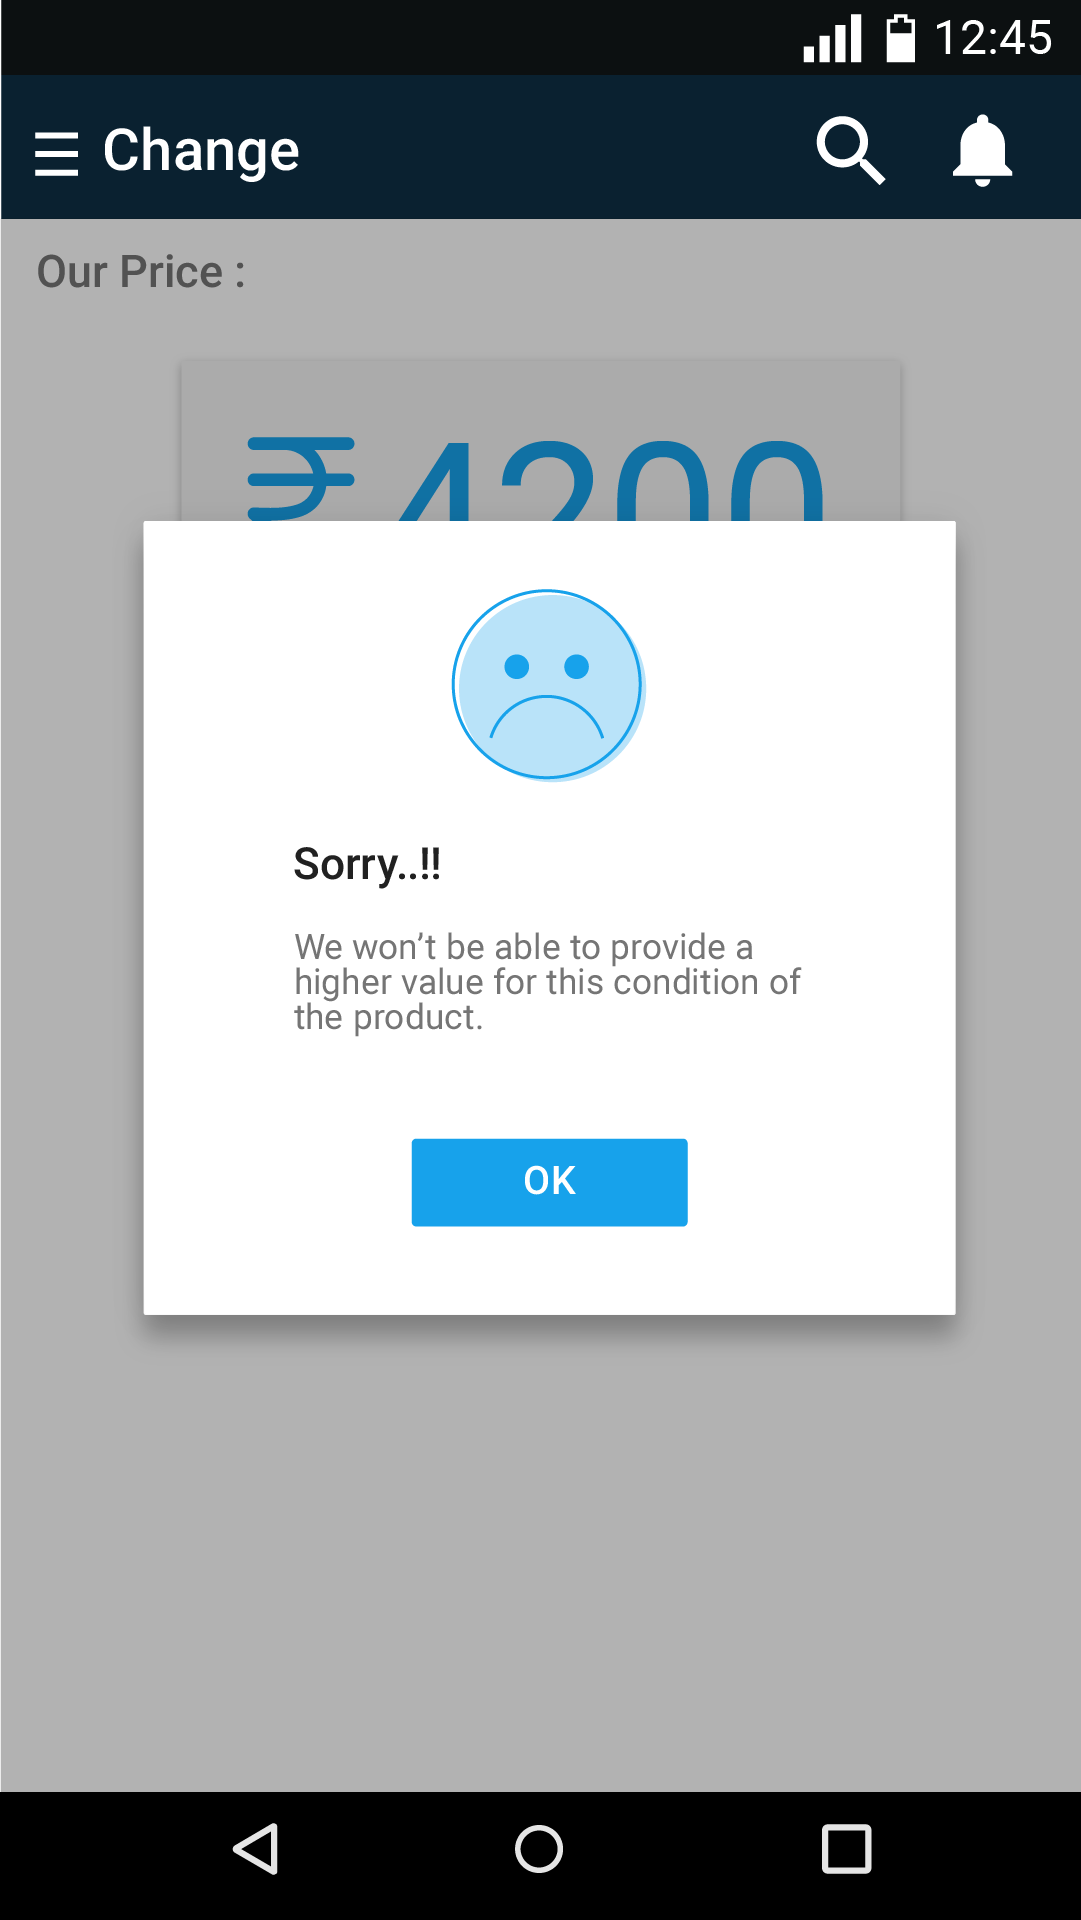 12:45
Change
Our Price :
₹ 4200
Sorry..!!
We won’t be able to provide a
higher value for this condition of
the product.
OK